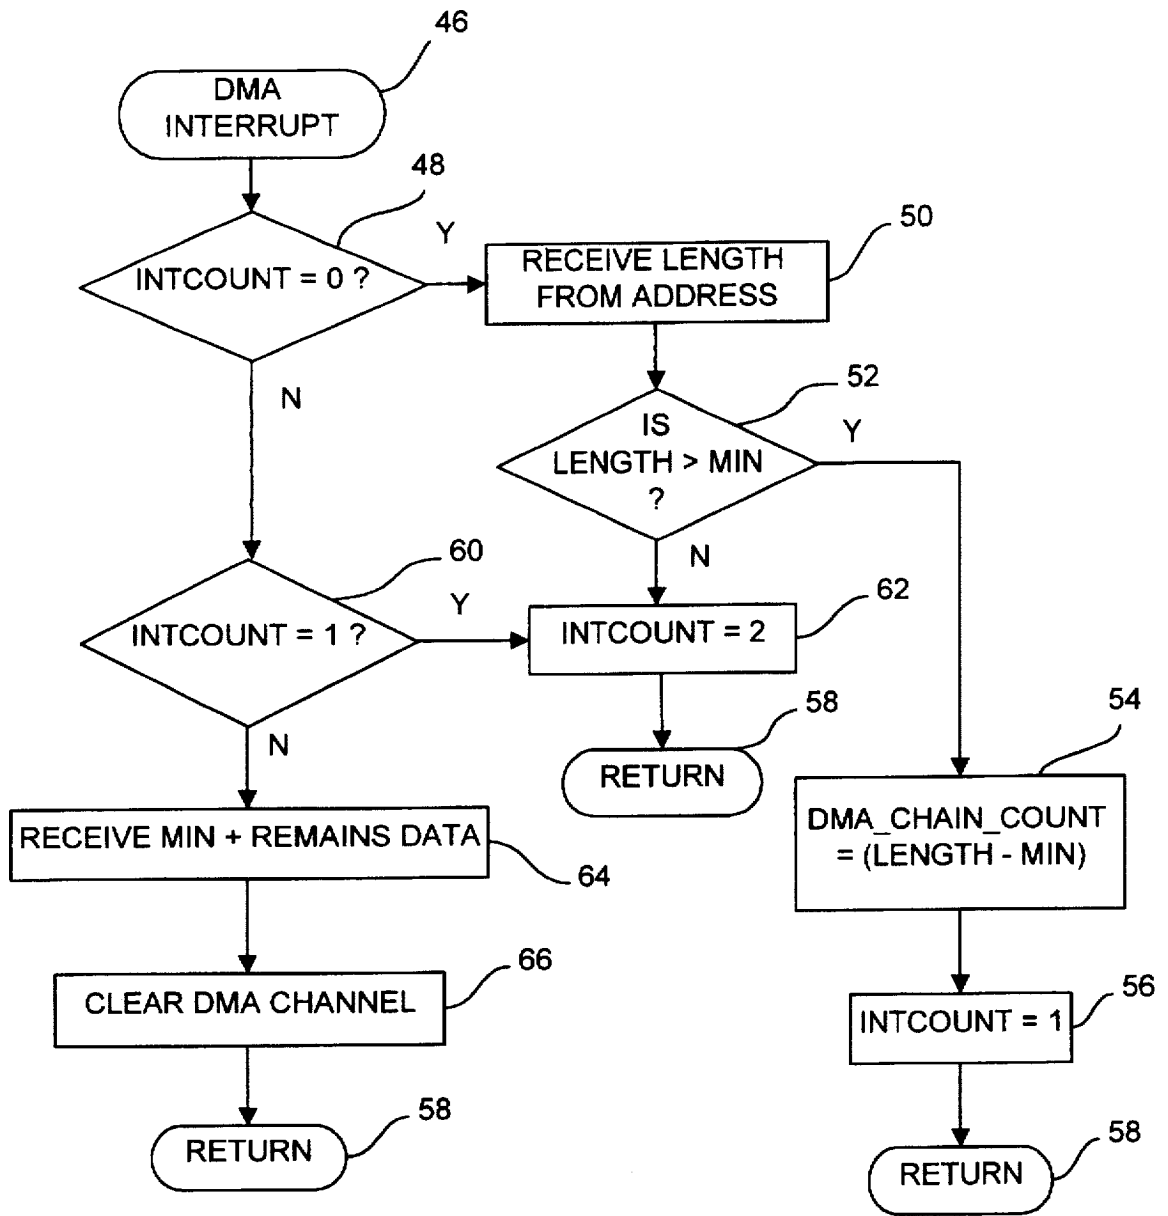 46
DMA
INTERRUPT
48
INTCOUNT = 0 ?
Y
50
RECEIVE LENGTH
FROM ADDRESS
N
52
IS
LENGTH > MIN
?
Y
N
60
INTCOUNT = 1 ?
Y
62
INTCOUNT = 2
N
58
RETURN
54
DMA_CHAIN_COUNT
= (LENGTH - MIN)
RECEIVE MIN + REMAINS DATA
64
66
CLEAR DMA CHANNEL
56
INTCOUNT = 1
58
RETURN
58
RETURN